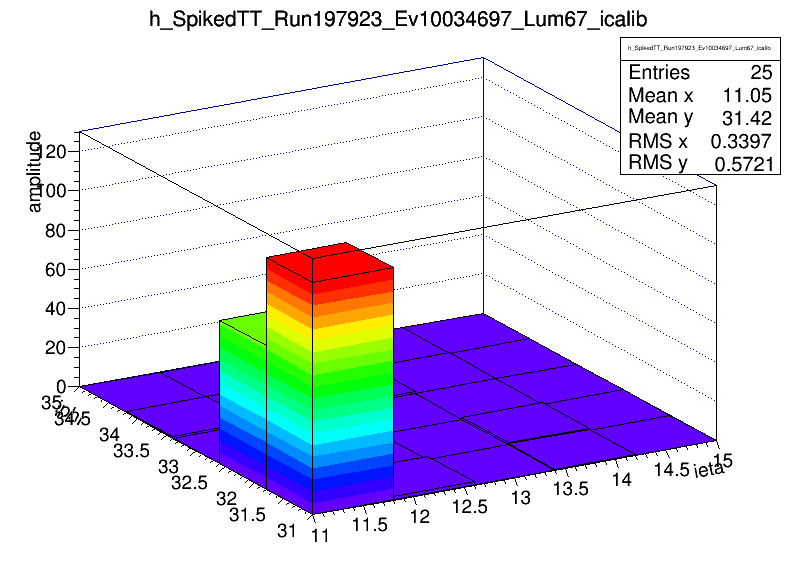 h_SpikedTT_Run197923_Ev10034697_Lum67_icalib
h_SpikedTT_Run197923_Ev10034697_Lum67_icalib
Entries 25
Mean x 11.05
Mean y 31.42
RMS x 0.3397
RMS y 0.5721
amplitude
120
100
80
60
40
20
0
35
34.5
34
33.5
33
32.5
32
31.5
31
11
11.5
12
12.5
13
13.5
14
14.5
15
ieta